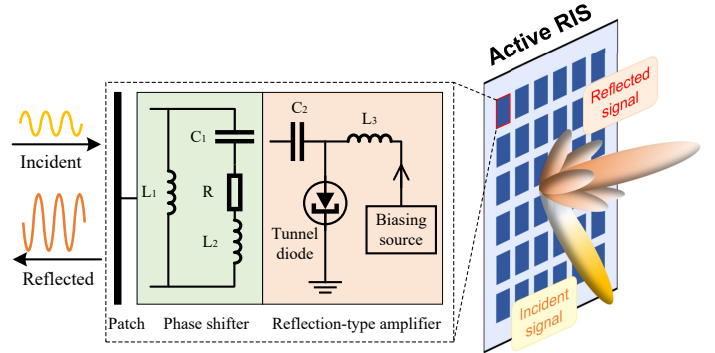 Active RIS
Reflected
signal
Incident
Reflected
C1
L1
R
L2
C2
L3
Tunnel
diode
Biasing
source
Patch
Phase shifter
Reflection-type amplifier
Incident
signal